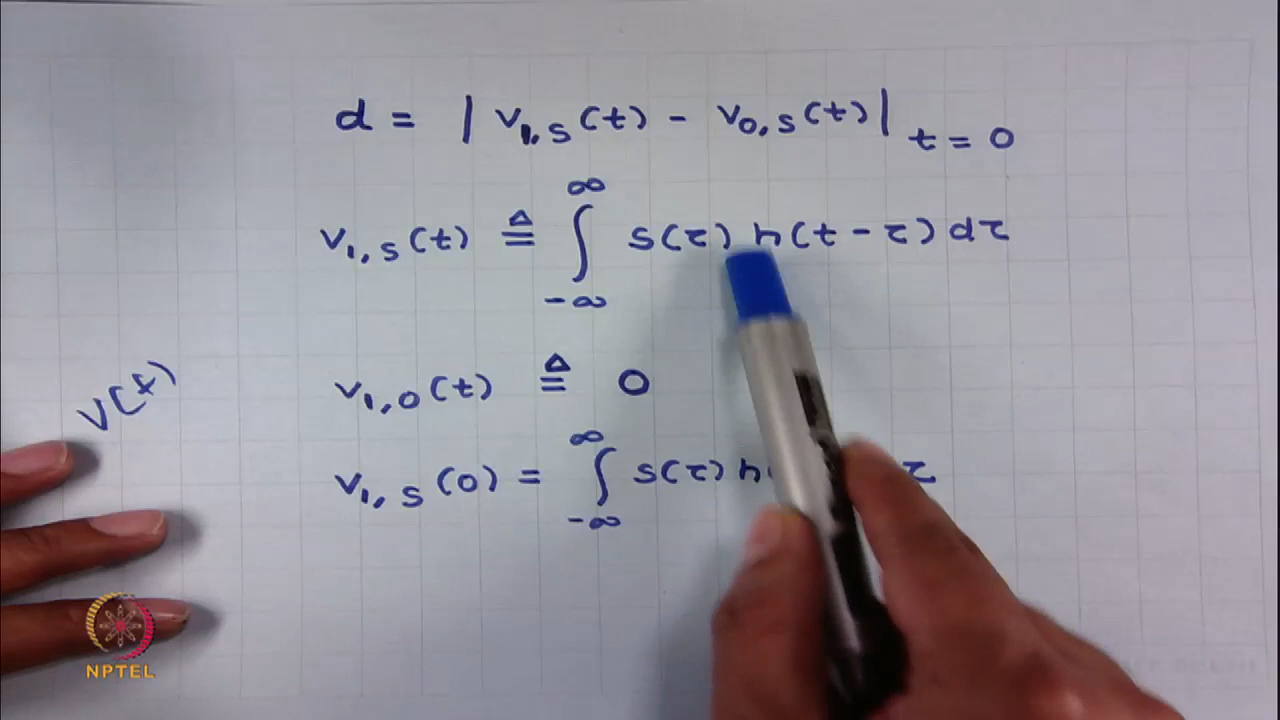 d = | v₁,ₛ(t) - v₀,ₛ(t) | t = 0
v₁,ₛ(t) ≜ ∫_{-∞}^{∞} s(τ) h(t - τ) dτ
v₁,₀(t) ≜ 0
v(t)
v₁,ₛ(0) = ∫_{-∞}^{∞} s(τ) h( τ
NPTEL